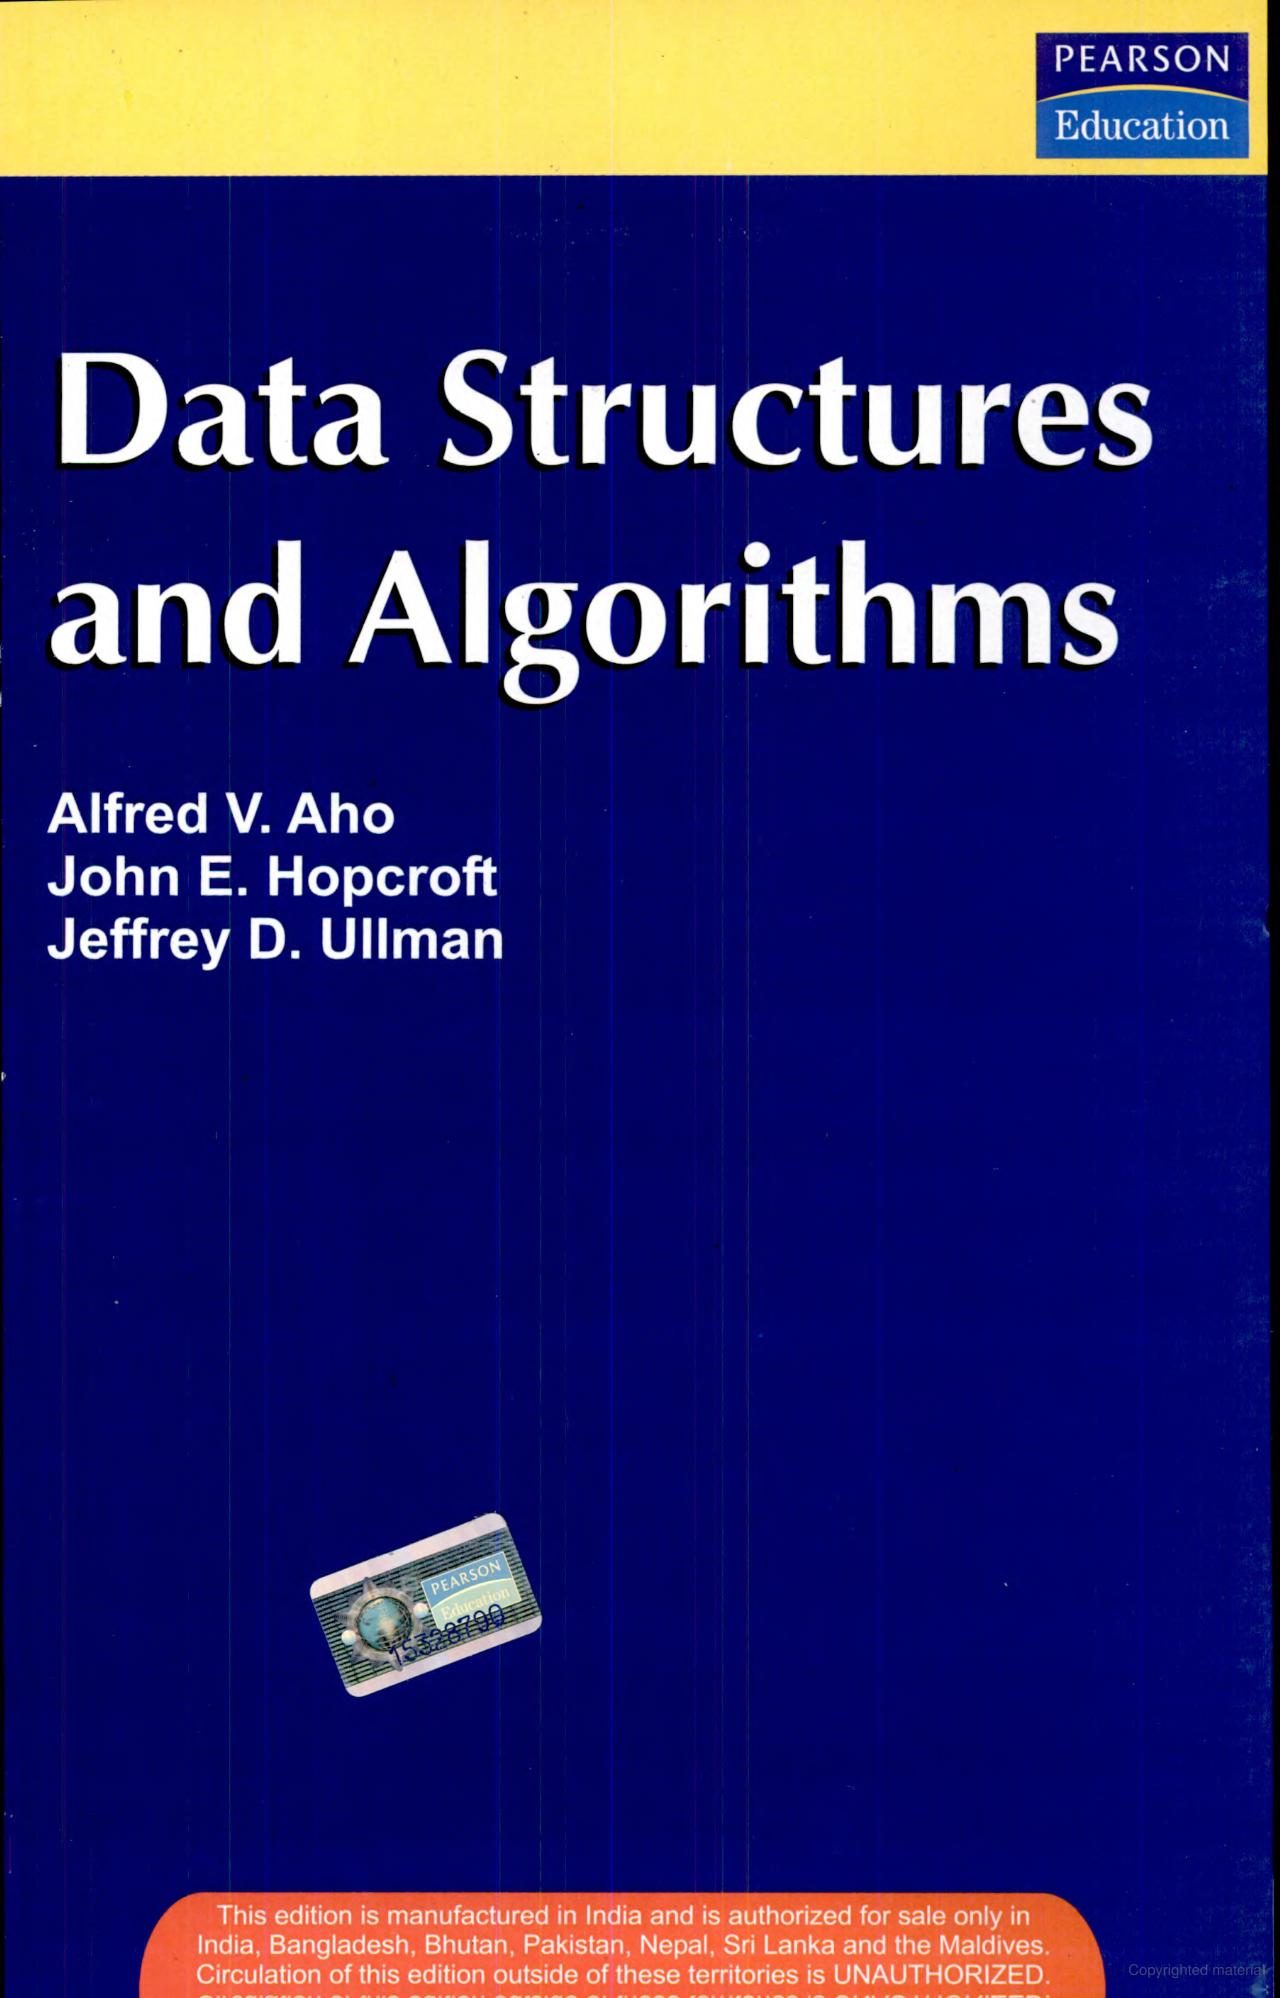 PEARSON
Education
Data Structures
and Algorithms
Alfred V. Aho
John E. Hopcroft
Jeffrey D. Ullman
PEARSON
Education
15328790
This edition is manufactured in India and is authorized for sale only in
India, Bangladesh, Bhutan, Pakistan, Nepal, Sri Lanka and the Maldives.
Circulation of this edition outside of these territories is UNAUTHORIZED.
Copyrighted material